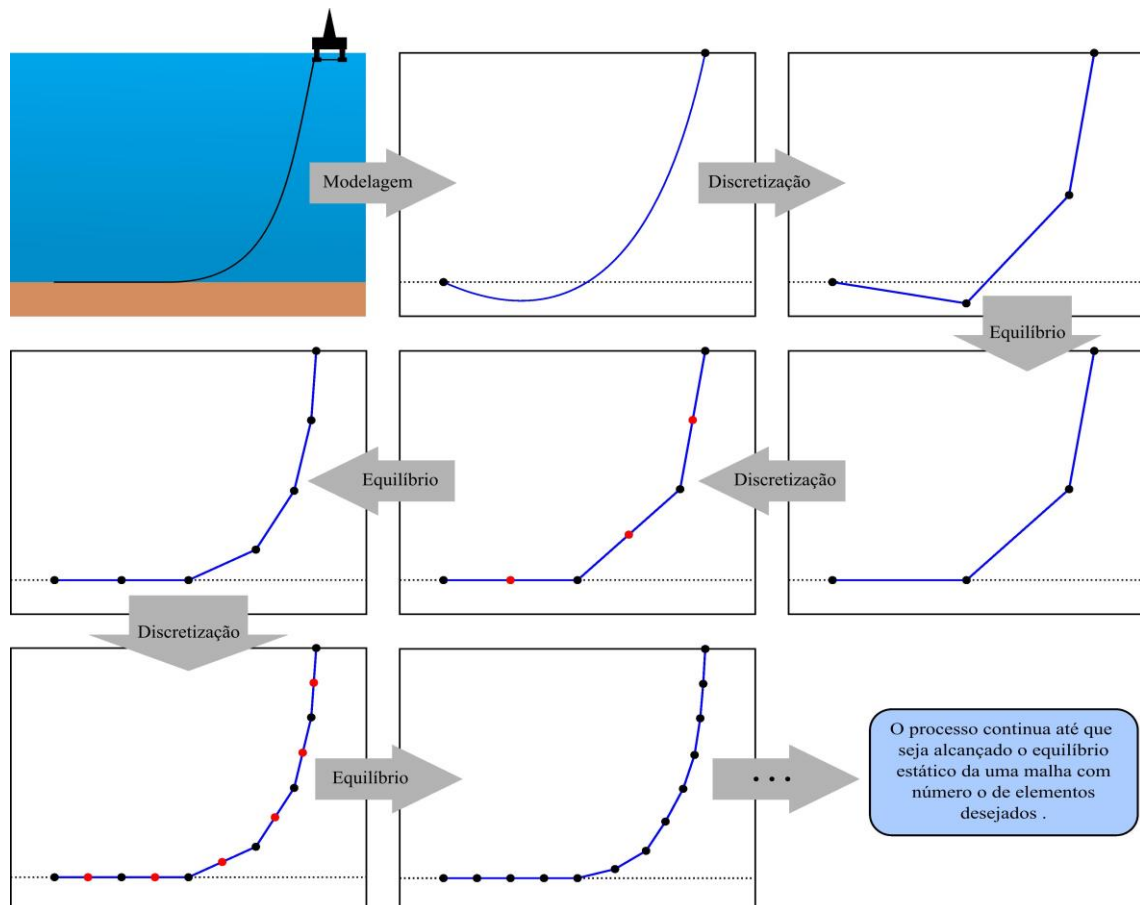 Modelagem
Discretização
Equilíbrio
Discretização
Equilíbrio
Discretização
Equilíbrio
• • •
O processo continua até que
seja alcançado o equilíbrio
estático da uma malha com
número o de elementos
desejados .